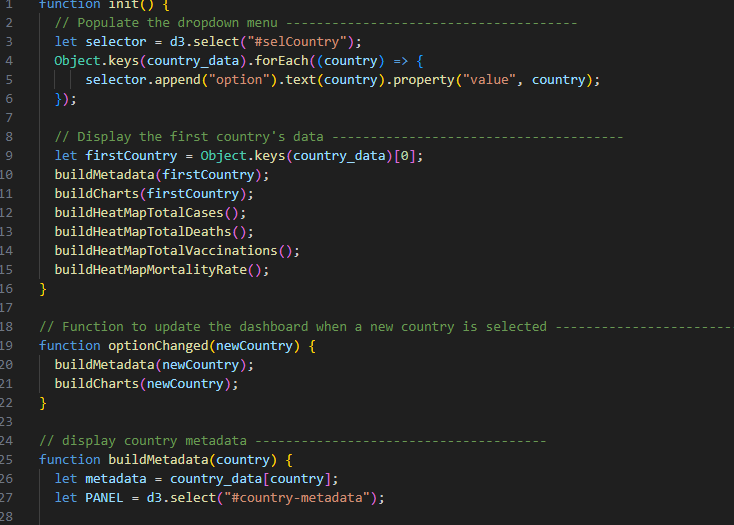 1 function init() {
2 // Populate the dropdown menu --------------------------------------
3 let selector = d3.select("#selCountry");
4 Object.keys(country_data).forEach((country) => {
5 selector.append("option").text(country).property("value", country);
6 });
7
8 // Display the first country's data --------------------------------------
9 let firstCountry = Object.keys(country_data)[0];
10 buildMetadata(firstCountry);
11 buildCharts(firstCountry);
12 buildHeatMapTotalCases();
13 buildHeatMapTotalDeaths();
14 buildHeatMapTotalVaccinations();
15 buildHeatMapMortalityRate();
16 }
17
18 // Function to update the dashboard when a new country is selected -----------------------
19 function optionChanged(newCountry) {
20 buildMetadata(newCountry);
21 buildCharts(newCountry);
22 }
23
24 // display country metadata --------------------------------------
25 function buildMetadata(country) {
26 let metadata = country_data[country];
27 let PANEL = d3.select("#country-metadata");
28